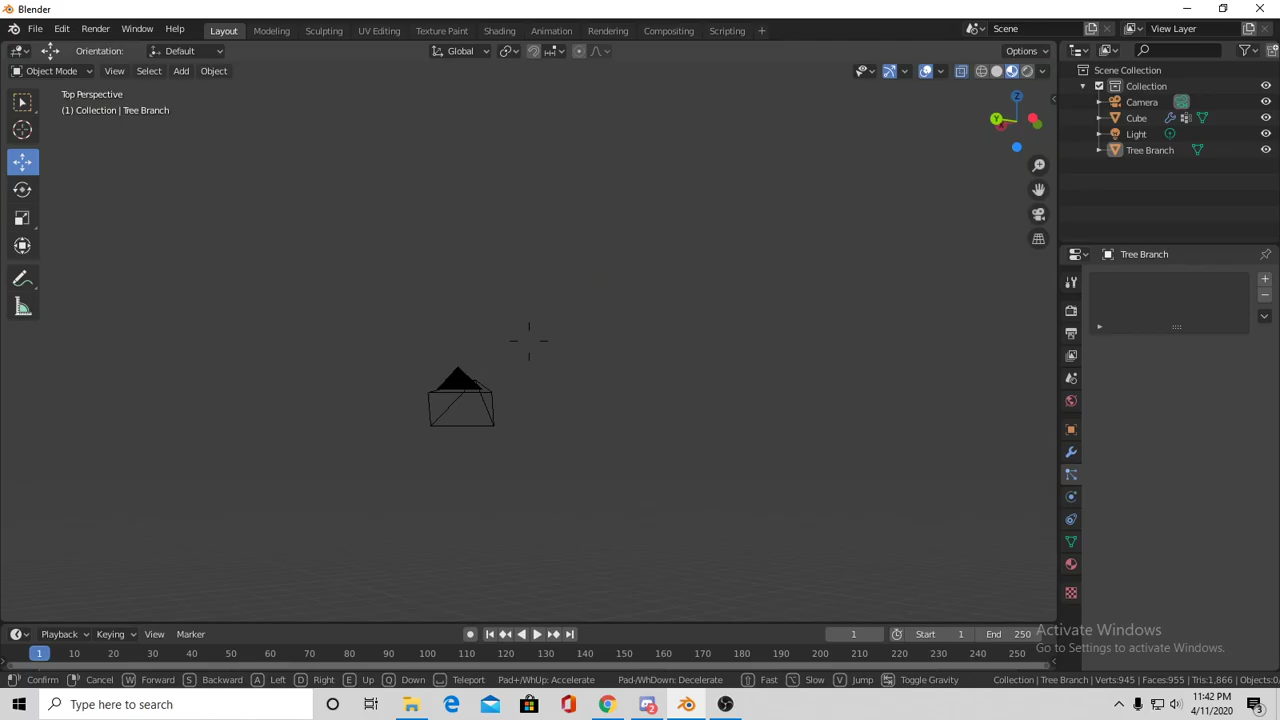 Blender
File Edit Render Window Help Layout Modeling Sculpting UV Editing Texture Paint Shading Animation Rendering Compositing Scripting Scene View Layer
Orientation: Default Global Options
Object Mode View Select Add Object
Scene Collection
Collection
Camera
Cube
Light
Tree Branch
Top Perspective
(1) Collection | Tree Branch
Z
Y
Tree Branch
Playback Keying View Marker 1 Start 1 End 250
1 10 20 30 40 50 60 70 80 90 100 110 120 130 140 150 160 170 180 190 200 210 220 230 240 250
Activate Windows
Go to Settings to activate Windows.
Confirm Cancel W Forward S Backward A Left D Right E Up Q Down Teleport Pad+/WhUp: Accelerate Pad/WhDown: Decelerate Fast Slow V Jump Toggle Gravity Collection | Tree Branch | Verts:945 | Faces:955 | Tris:1,866 | Objects:0/
Type here to search
2
11:42 PM
4/11/2020
3